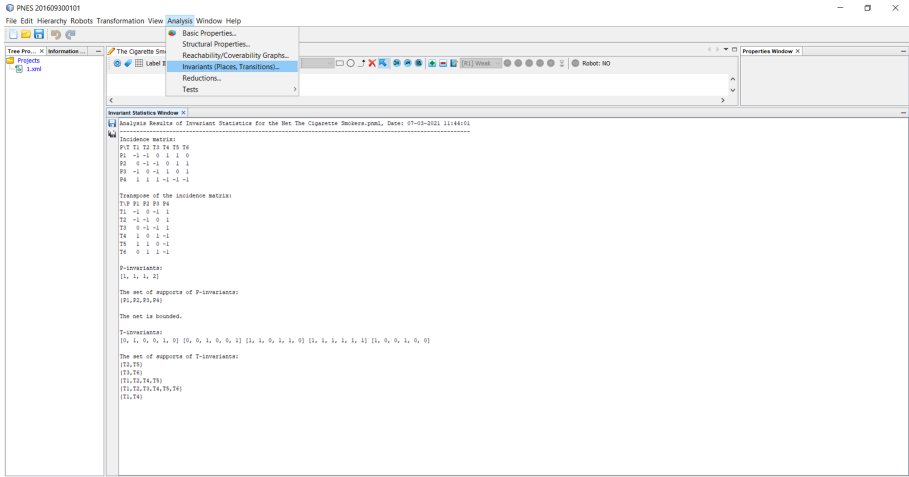 PNES 201609300101
File Edit Hierarchy Robots Transformation View Analysis Window Help
Basic Properties...
Structural Properties...
Reachability/Coverability Graphs...
Invariants (Places, Transitions)...
Reductions...
Tests
Tree Pro... × Information ...
Projects
1.xml
The Cigarette Smo
Label
[R1] Weak
Robot: NO
Properties Window ×
Invariant Statistics Window ×
Analysis Results of Invariant Statistics for the Net The Cigarette Smokers.pnml, Date: 07-03-2021 11:44:01
Incidence matrix:
P\T T1 T2 T3 T4 T5 T6
P1 -1 -1 0 1 1 0
P2 0 -1 -1 0 1 1
P3 -1 0 -1 1 0 1
P4 1 1 1 -1 -1 -1
Transpose of the incidence matrix:
T\P P1 P2 P3 P4
T1 -1 0 -1 1
T2 -1 -1 0 1
T3 0 -1 -1 1
T4 1 0 1 -1
T5 1 1 0 -1
T6 0 1 1 -1
P-invariants:
[1, 1, 1, 2]
The set of supports of P-invariants:
{P1,P2,P3,P4}
The net is bounded.
T-invariants:
[0, 1, 0, 0, 1, 0] [0, 0, 1, 0, 0, 1] [1, 1, 0, 1, 1, 0] [1, 1, 1, 1, 1, 1] [1, 0, 0, 1, 0, 0]
The set of supports of T-invariants:
{T2,T5}
{T3,T6}
{T1,T2,T4,T5}
{T1,T2,T3,T4,T5,T6}
{T1,T4}